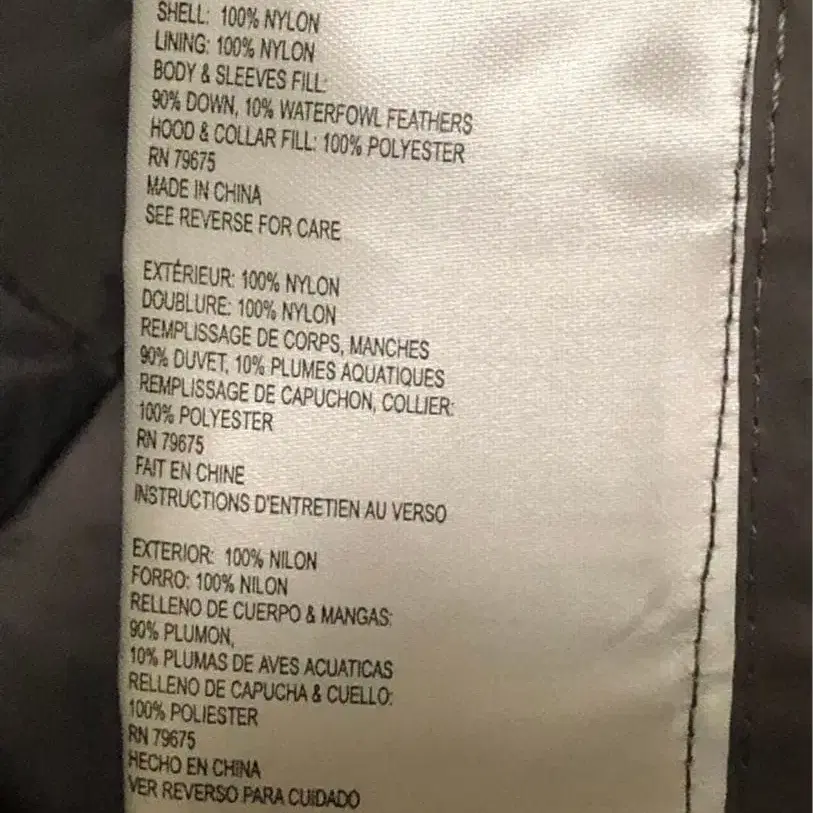 SHELL: 100% NYLON
LINING: 100% NYLON
BODY & SLEEVES FILL:
90% DOWN, 10% WATERFOWL FEATHERS
HOOD & COLLAR FILL: 100% POLYESTER
RN 79675
MADE IN CHINA
SEE REVERSE FOR CARE
EXTÉRIEUR: 100% NYLON
DOUBLURE: 100% NYLON
REMPLISSAGE DE CORPS, MANCHES
90% DUVET, 10% PLUMES AQUATIQUES
REMPLISSAGE DE CAPUCHON, COLLIER:
100% POLYESTER
RN 79675
FAIT EN CHINE
INSTRUCTIONS D'ENTRETIEN AU VERSO
EXTERIOR: 100% NILON
FORRO: 100% NILON
RELLENO DE CUERPO & MANGAS:
90% PLUMON,
10% PLUMAS DE AVES ACUATICAS
RELLENO DE CAPUCHA & CUELLO:
100% POLIESTER
RN 79675
HECHO EN CHINA
VER REVERSO PARA CUIDADO